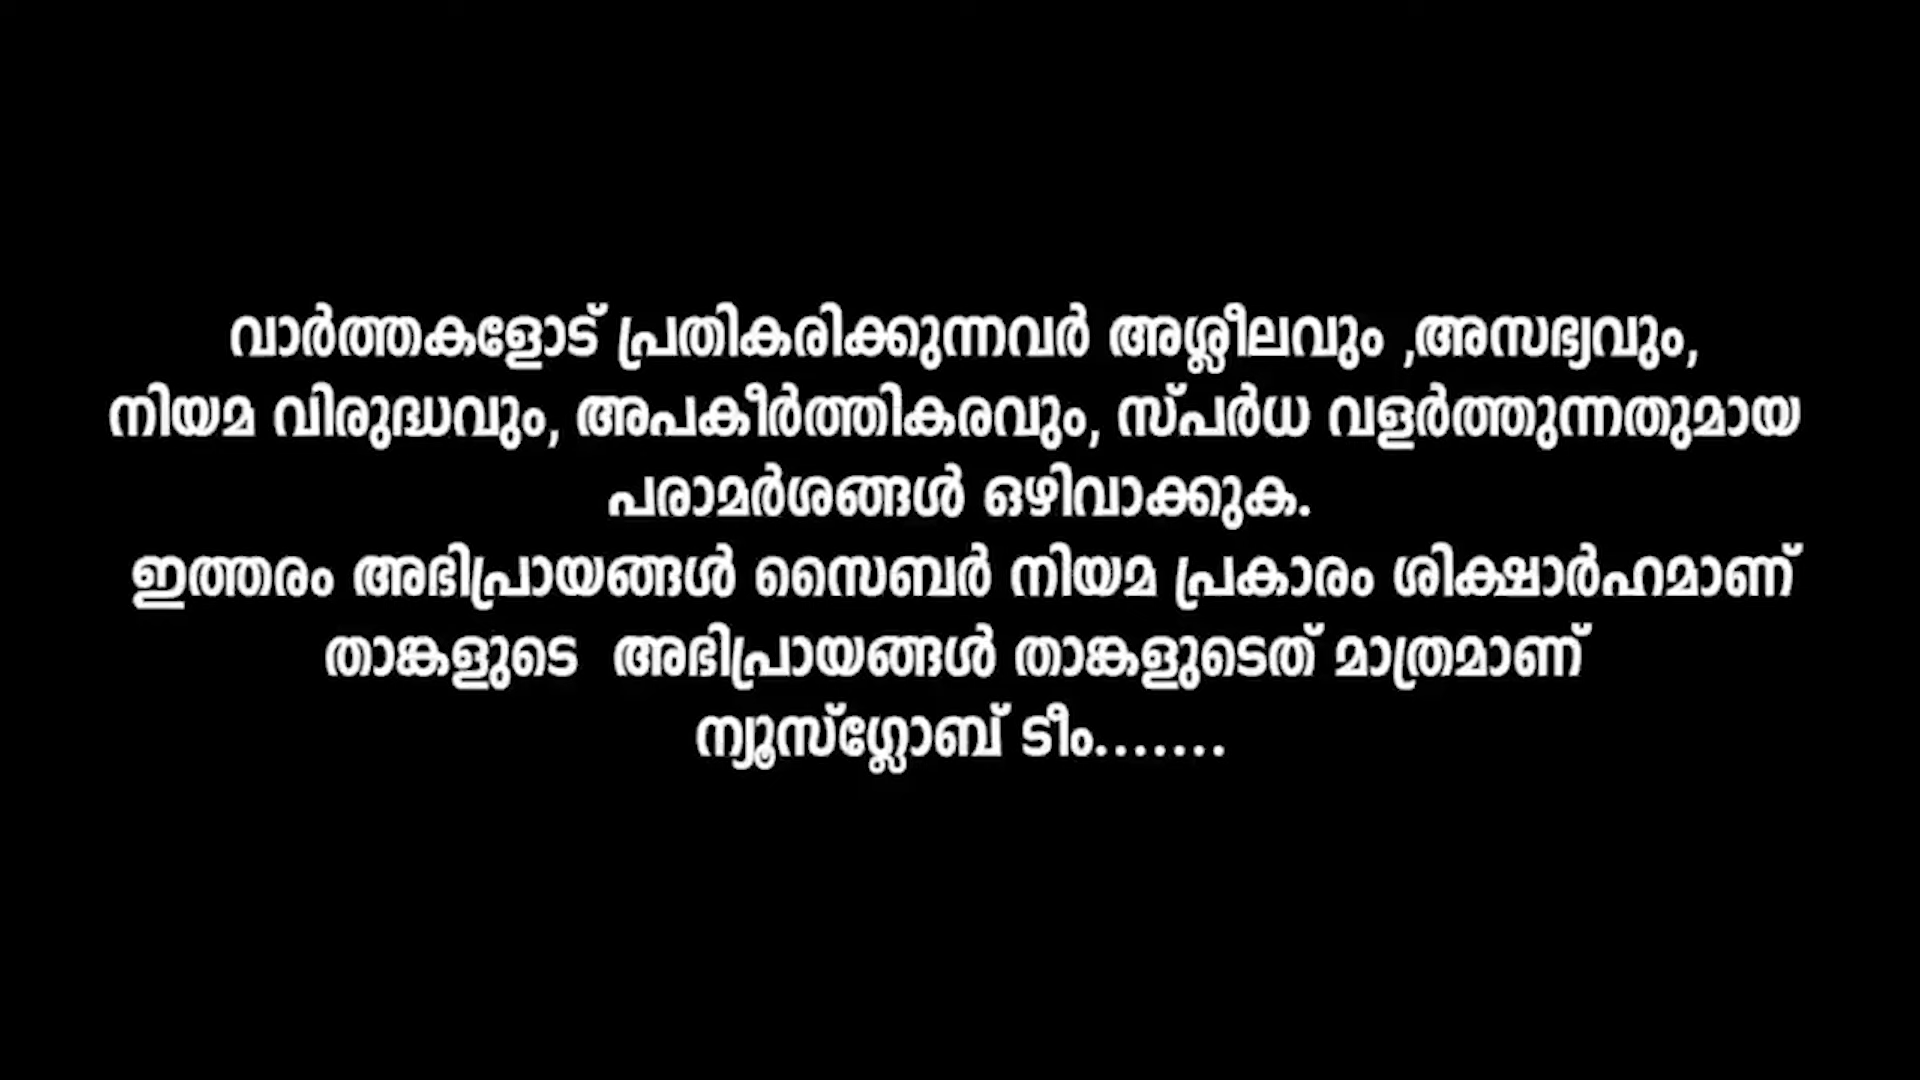 വാർത്തകളോട് പ്രതികരിക്കുന്നവർ അശ്ലീലവും ,അസഭ്യവും,
നിയമ വിരുദ്ധവും, അപകീർത്തികരവും, സ്പർധ വളർത്തുന്നതുമായ
പരാമർശങ്ങൾ ഒഴിവാക്കുക.
ഇത്തരം അഭിപ്രായങ്ങൾ സൈബർ നിയമ പ്രകാരം ശിക്ഷാർഹമാണ്
താങ്കളുടെ  അഭിപ്രായങ്ങൾ താങ്കളുടെത് മാത്രമാണ്
ന്യൂസ്ഗ്ലോബ് ടീം.......